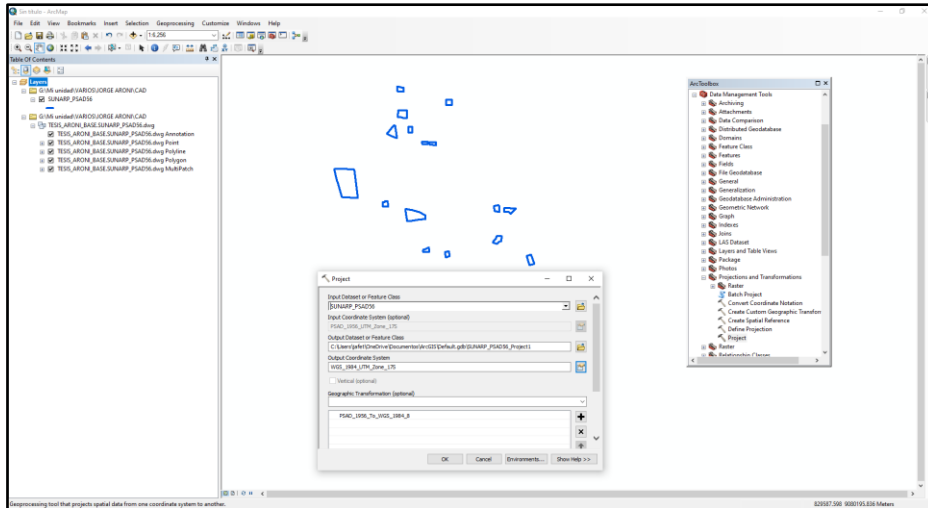 Sin título - ArcMap
File Edit View Bookmarks Insert Selection Geoprocessing Customize Windows Help
1:6,256
Table Of Contents
Layers
G:\Mi unidad\VARIOS\JORGE ARONI\CAD
SUNARP_PSAD56
G:\Mi unidad\VARIOS\JORGE ARONI\CAD
TESIS_ARONI_BASE.SUNARP_PSAD56.dwg
TESIS_ARONI_BASE.SUNARP_PSAD56.dwg Annotation
TESIS_ARONI_BASE.SUNARP_PSAD56.dwg Point
TESIS_ARONI_BASE.SUNARP_PSAD56.dwg Polyline
TESIS_ARONI_BASE.SUNARP_PSAD56.dwg Polygon
TESIS_ARONI_BASE.SUNARP_PSAD56.dwg MultiPatch
ArcToolbox
Data Management Tools
Archiving
Attachments
Data Comparison
Distributed Geodatabase
Domains
Feature Class
Features
Fields
File Geodatabase
General
Generalization
Geodatabase Administration
Geometric Network
Graph
Indexes
Joins
LAS Dataset
Layers and Table Views
Package
Photos
Projections and Transformations
Raster
Batch Project
Convert Coordinate Notation
Create Custom Geographic Transfon
Create Spatial Reference
Define Projection
Project
Raster
Relationship Classes
Project
Input Dataset or Feature Class
SUNARP_PSAD56
Input Coordinate System (optional)
PSAD_1956_UTM_Zone_17S
Output Dataset or Feature Class
C:\Users\jafet\OneDrive\Documentos\ArcGIS\Default.gdb\SUNARP_PSAD56_Project1
Output Coordinate System
WGS_1984_UTM_Zone_17S
Vertical (optional)
Geographic Transformation (optional)
PSAD_1956_To_WGS_1984_8
OK Cancel Environments... Show Help >>
Geoprocessing tool that projects spatial data from one coordinate system to another.
829587.598 9080195.836 Meters